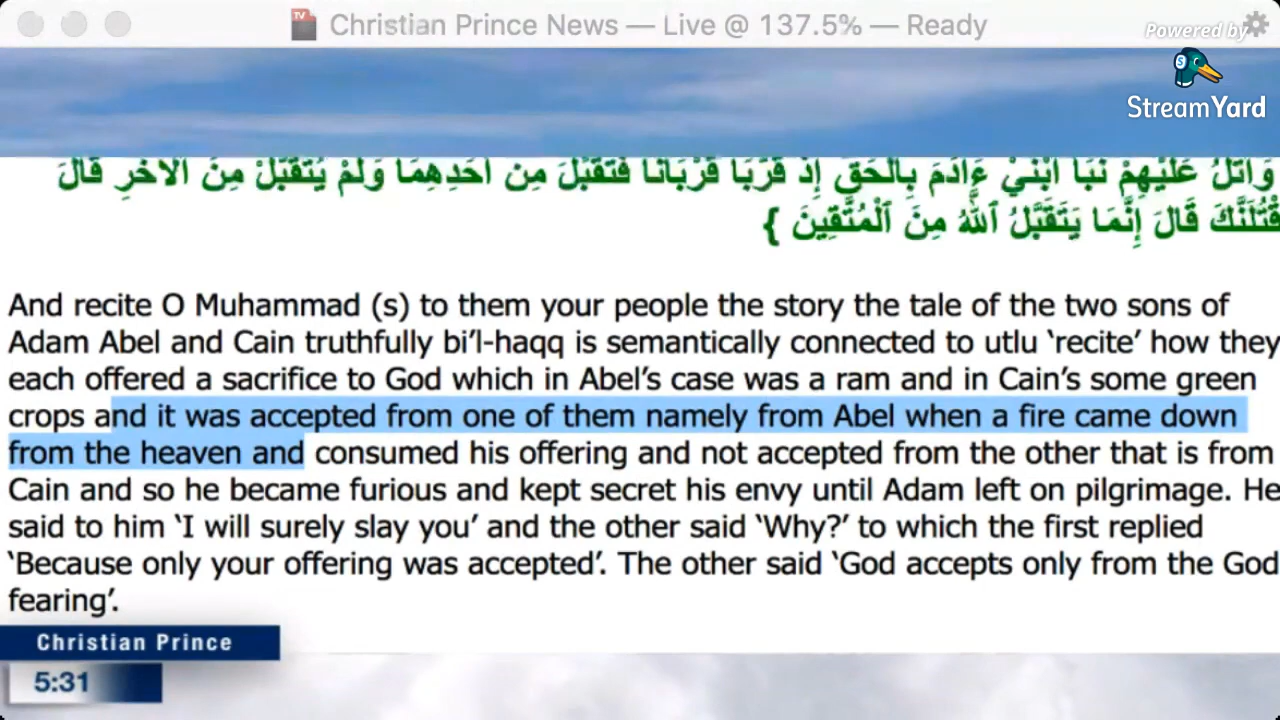 Christian Prince News — Live @ 137.5% — Ready
Powered by
StreamYard
وَٱتْلُ عَلَيْهِمْ نَبَأَ ٱبْنَيْ ءَادَمَ بِٱلْحَقِّ إِذْ قَرَّبَا قُرْبَاناً فَتُقُبِّلَ مِن أَحَدِهِمَا وَلَمْ يُتَقَبَّلْ مِنَ ٱلآخَرِ قَالَ
قْتُلَنَّكَ قَالَ إِنَّمَا يَتَقَبَّلُ ٱللَّهُ مِنَ ٱلْمُتَّقِينَ }
And recite O Muhammad (s) to them your people the story the tale of the two sons of
Adam Abel and Cain truthfully bi’l-haqq is semantically connected to utlu ‘recite’ how they
each offered a sacrifice to God which in Abel’s case was a ram and in Cain’s some green
crops and it was accepted from one of them namely from Abel when a fire came down
from the heaven and consumed his offering and not accepted from the other that is from
Cain and so he became furious and kept secret his envy until Adam left on pilgrimage. He
said to him ‘I will surely slay you’ and the other said ‘Why?’ to which the first replied
‘Because only your offering was accepted’. The other said ‘God accepts only from the God
fearing’.
Christian Prince
5:31